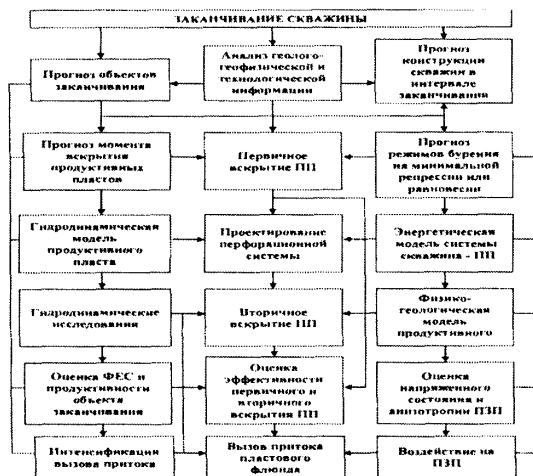 ЗАКАНЧИВАНИЕ СКВАЖИНЫ
Прогноз объектов
заканчивания
Анализ геолого-
геофизической и
технологической
информации
Прогноз
конструкции
скважин в
интервале
заканчивания
Прогноз момента
вскрытия
продуктивных пластов
Первичное
вскрытие ПП
Прогноз
режимов бурения
на минимальной
репрессии или
равновесии
Гидродинамическая
модель
продуктивного
пласта
Проектирование
перфорационной
системы
Энергетическая
модель системы
скважина - ПП
Гидродинамические
исследования
Вторичное
вскрытие ПП
Физико-
геологическая
модель
продуктивного
Оценка ФЕС и
продуктивности
объекта
заканчивания
Оценка
эффективности
первичного и
вторичного
вскрытия ПП
Оценка
напряженного
состояния и
анизотропии ПЗП
Интенсификация
вызова притока
Вызов притока
пластового
флюида
Воздействие на
ПЗП